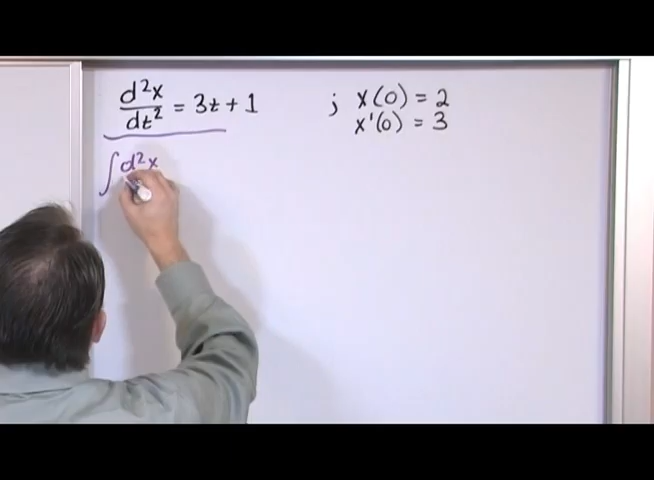 d²x/dt² = 3t + 1 ; x(0) = 2
x'(0) = 3
∫ d²x